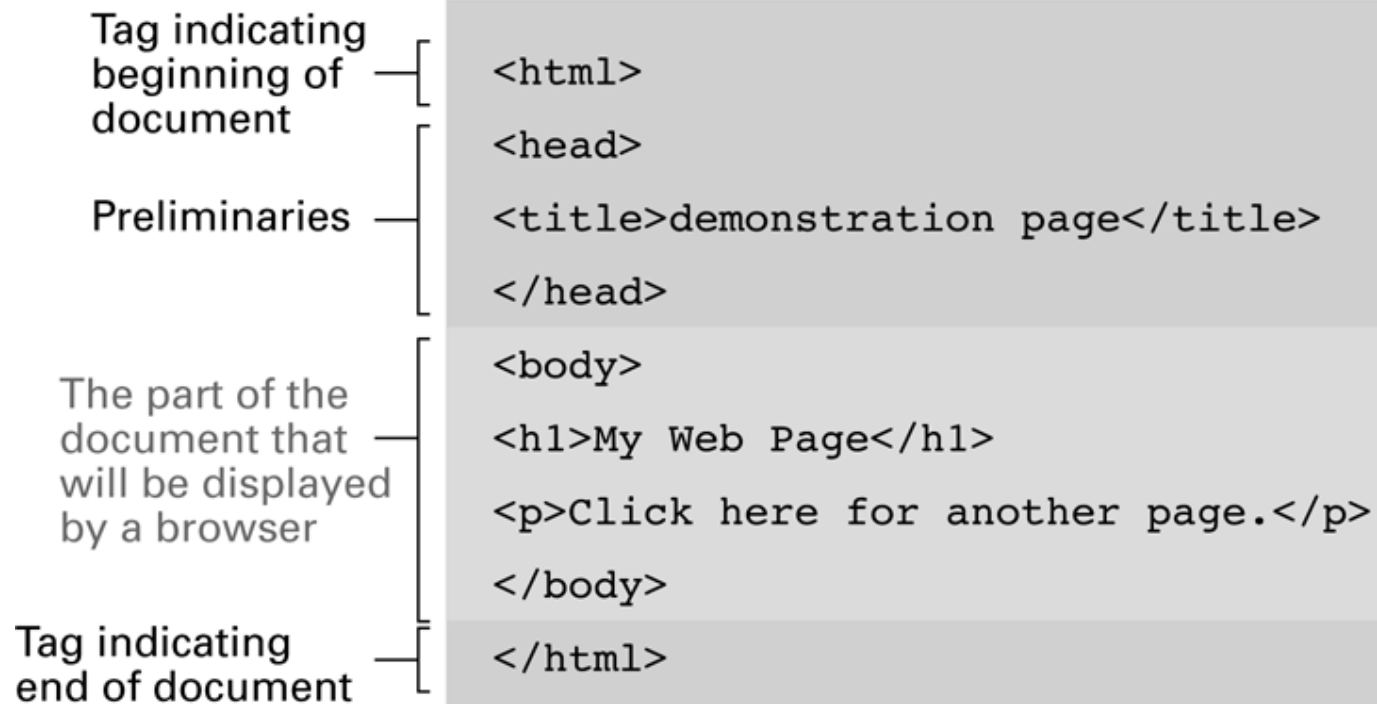 Tag indicating
beginning of
document
<html>
<head>
Preliminaries
<title>demonstration page</title>
</head>
The part of the
document that
will be displayed
by a browser
<body>
<h1>My Web Page</h1>
<p>Click here for another page.</p>
</body>
Tag indicating
end of document
</html>